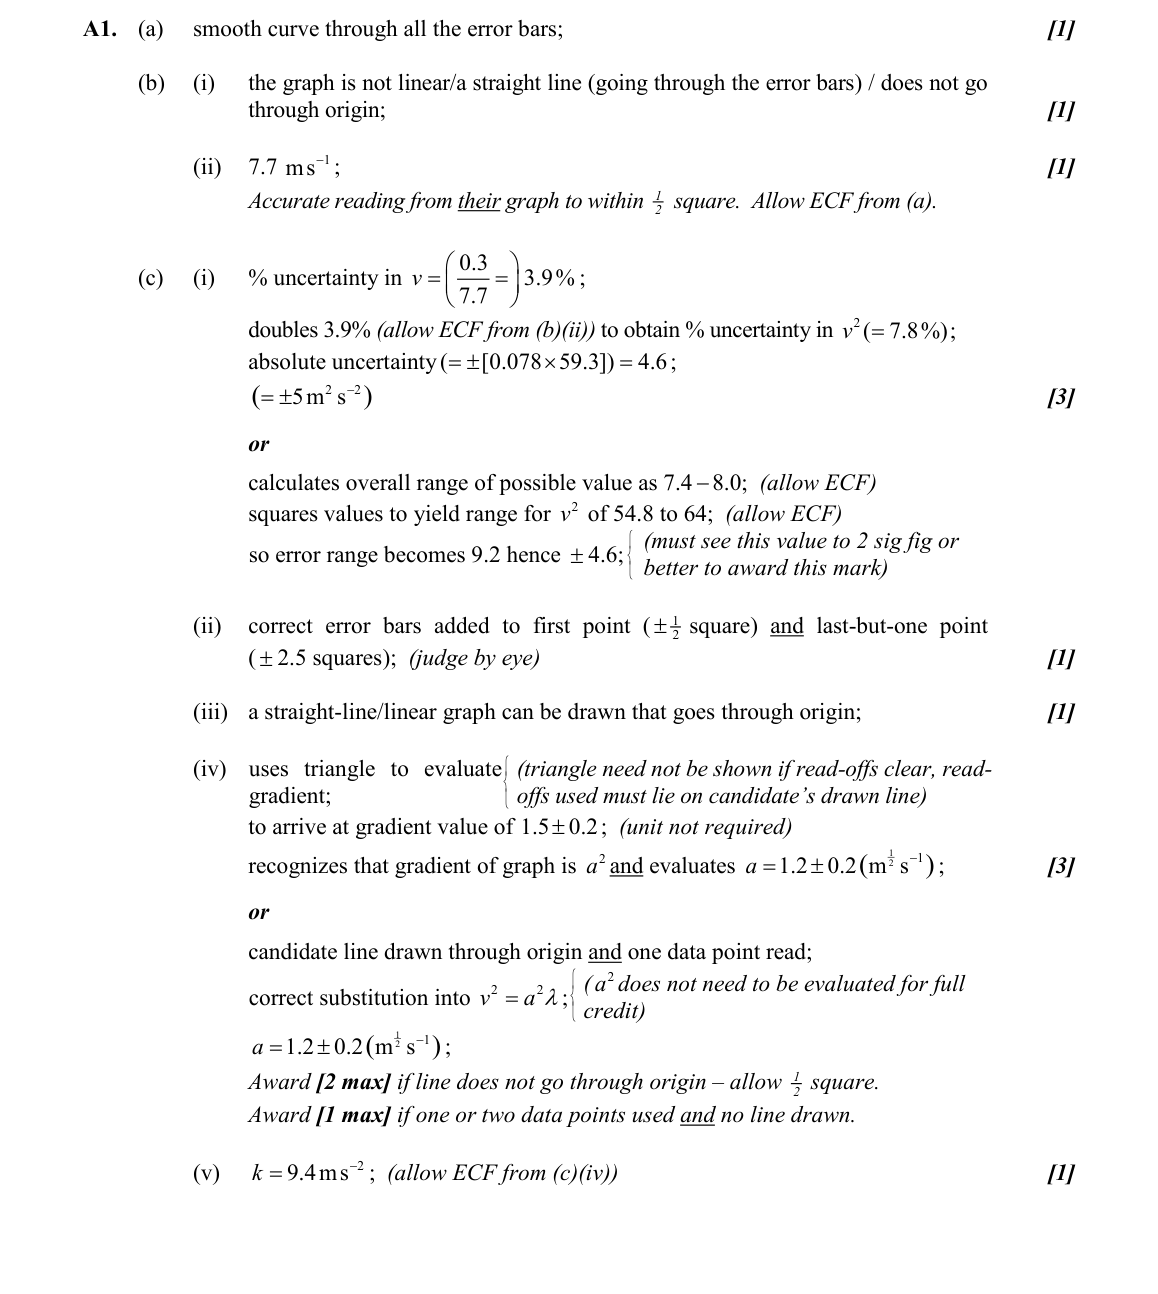 A1. (a) smooth curve through all the error bars; [1]
(b) (i) the graph is not linear/a straight line (going through the error bars) / does not go
through origin; [1]
(ii) 7.7 m s⁻¹ ; [1]
Accurate reading from their graph to within ½ square. Allow ECF from (a).
(c) (i) % uncertainty in v = (0.3/7.7 =) 3.9% ;
doubles 3.9% (allow ECF from (b)(ii)) to obtain % uncertainty in v² (= 7.8%);
absolute uncertainty (= ±[0.078×59.3]) = 4.6 ;
(= ±5 m² s⁻²) [3]
or
calculates overall range of possible value as 7.4 – 8.0; (allow ECF)
squares values to yield range for v² of 54.8 to 64; (allow ECF)
so error range becomes 9.2 hence ± 4.6; { (must see this value to 2 sig fig or
better to award this mark)
(ii) correct error bars added to first point (±½ square) and last-but-one point
(± 2.5 squares); (judge by eye) [1]
(iii) a straight-line/linear graph can be drawn that goes through origin; [1]
(iv) uses triangle to evaluate { (triangle need not be shown if read-offs clear, read-
gradient; offs used must lie on candidate's drawn line)
to arrive at gradient value of 1.5 ± 0.2 ; (unit not required)
recognizes that gradient of graph is a² and evaluates a = 1.2 ± 0.2 (m^½ s⁻¹) ; [3]
or
candidate line drawn through origin and one data point read;
correct substitution into v² = a²λ ; { (a² does not need to be evaluated for full
credit)
a = 1.2 ± 0.2 (m^½ s⁻¹) ;
Award [2 max] if line does not go through origin – allow ½ square.
Award [1 max] if one or two data points used and no line drawn.
(v) k = 9.4 m s⁻² ; (allow ECF from (c)(iv)) [1]